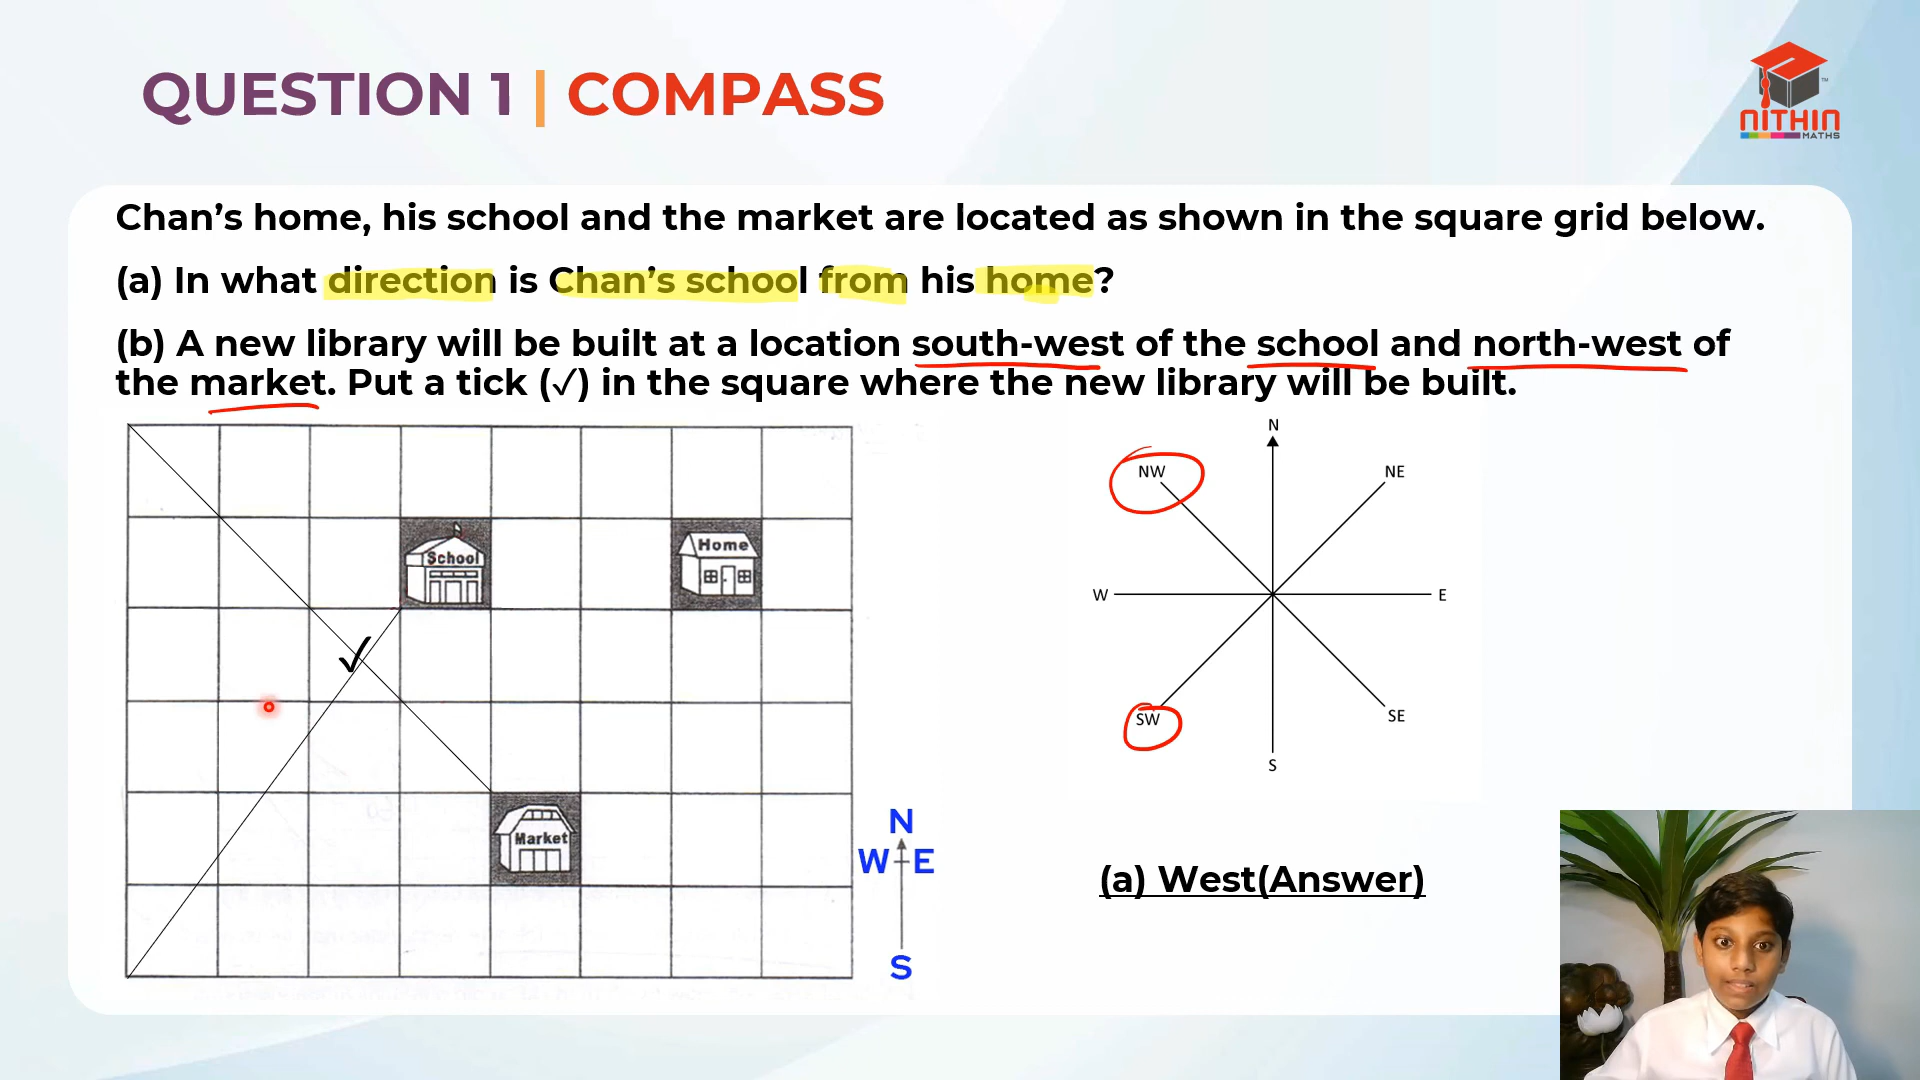 QUESTION 1 | COMPASS
NITHIN
MATHS
TM
Chan's home, his school and the market are located as shown in the square grid below.
(a) In what direction is Chan's school from his home?
(b) A new library will be built at a location south-west of the school and north-west of
the market. Put a tick (✓) in the square where the new library will be built.
School
Home
✓
Market
N
W E
S
N
NW NE
W E
SW SE
S
(a) West(Answer)